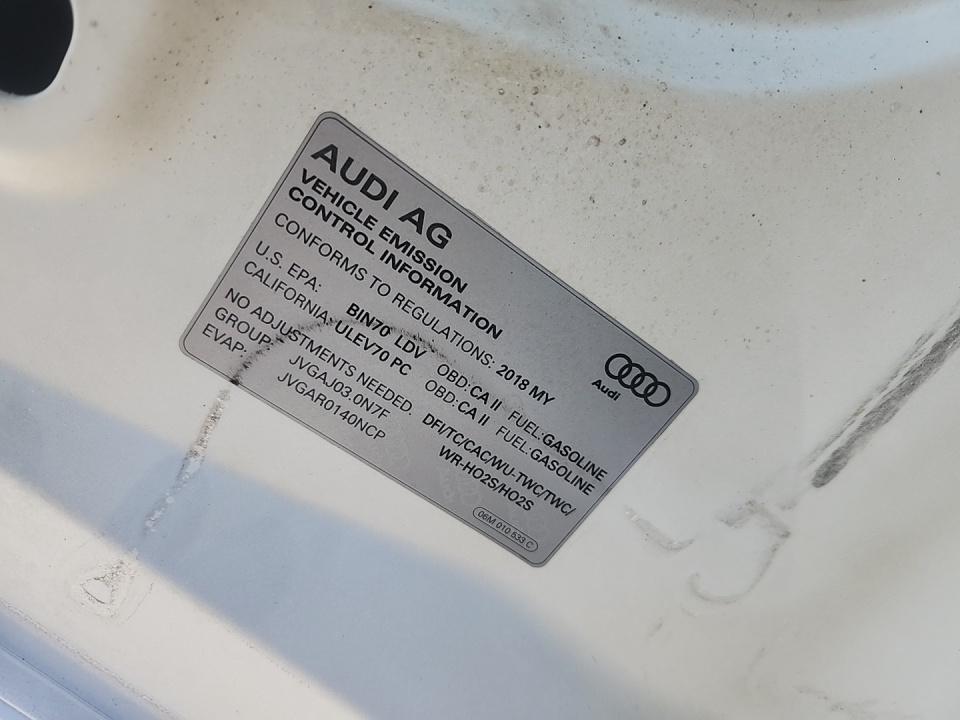 AUDI AG
VEHICLE EMISSION
CONTROL INFORMATION
CONFORMS TO REGULATIONS: 2018 MY
U.S. EPA: BIN70 LDV OBD: CA II FUEL: GASOLINE
CALIFORNIA: ULEV70 PC OBD: CA II FUEL: GASOLINE
NO ADJUSTMENTS NEEDED. DFI/TC/CAC/WU-TWC/TWC/
GROUP: JVGAJ03.0N7F WR-HO2S/HO2S
EVAP: JVGAR0140NCP
Audi
06M 010 533 C